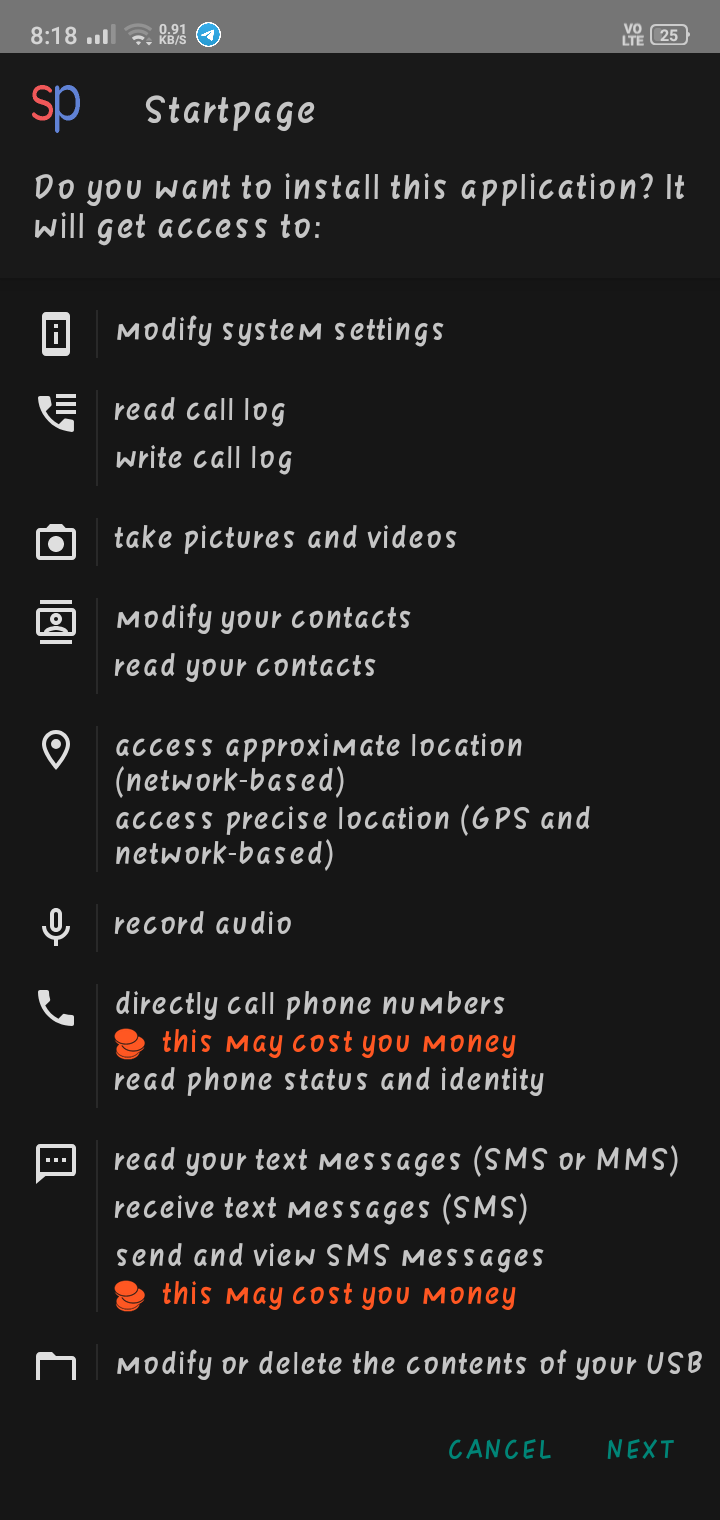 8:18 0.91 KB/S VO LTE 25
sp Startpage
Do you want to install this application? It
will get access to:
modify system settings
read call log
write call log
take pictures and videos
modify your contacts
read your contacts
access approximate location
(network-based)
access precise location (GPS and
network-based)
record audio
directly call phone numbers
this may cost you money
read phone status and identity
read your text messages (SMS or MMS)
receive text messages (SMS)
send and view SMS messages
this may cost you money
modify or delete the contents of your USB
CANCEL NEXT